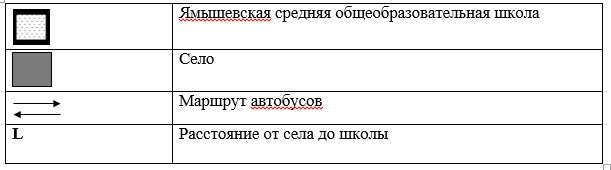 Ямышевская средняя общеобразовательная школа
Село
Маршрут автобусов
L Расстояние от села до школы